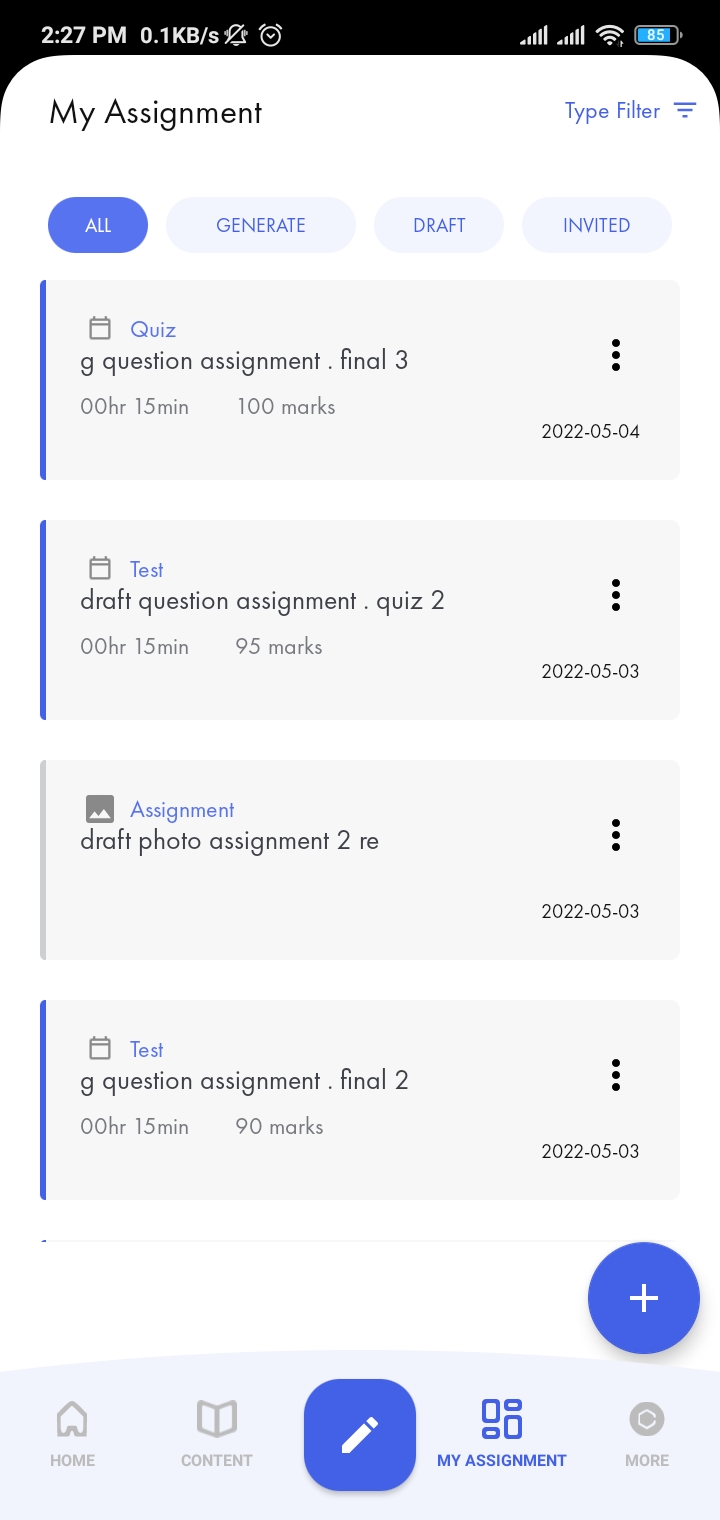 2:27 PM 0.1KB/s 85
My Assignment
Type Filter
ALL GENERATE DRAFT INVITED
Quiz
g question assignment . final 3
00hr 15min 100 marks
2022-05-04
Test
draft question assignment . quiz 2
00hr 15min 95 marks
2022-05-03
Assignment
draft photo assignment 2 re
2022-05-03
Test
g question assignment . final 2
00hr 15min 90 marks
2022-05-03
HOME CONTENT MY ASSIGNMENT MORE